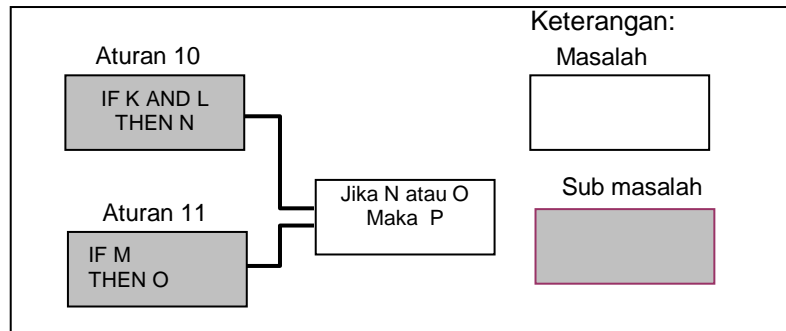 Keterangan:
Aturan 10
Masalah
IF K AND L
THEN N
Jika N atau O
Maka P
Sub masalah
Aturan 11
IF M
THEN O